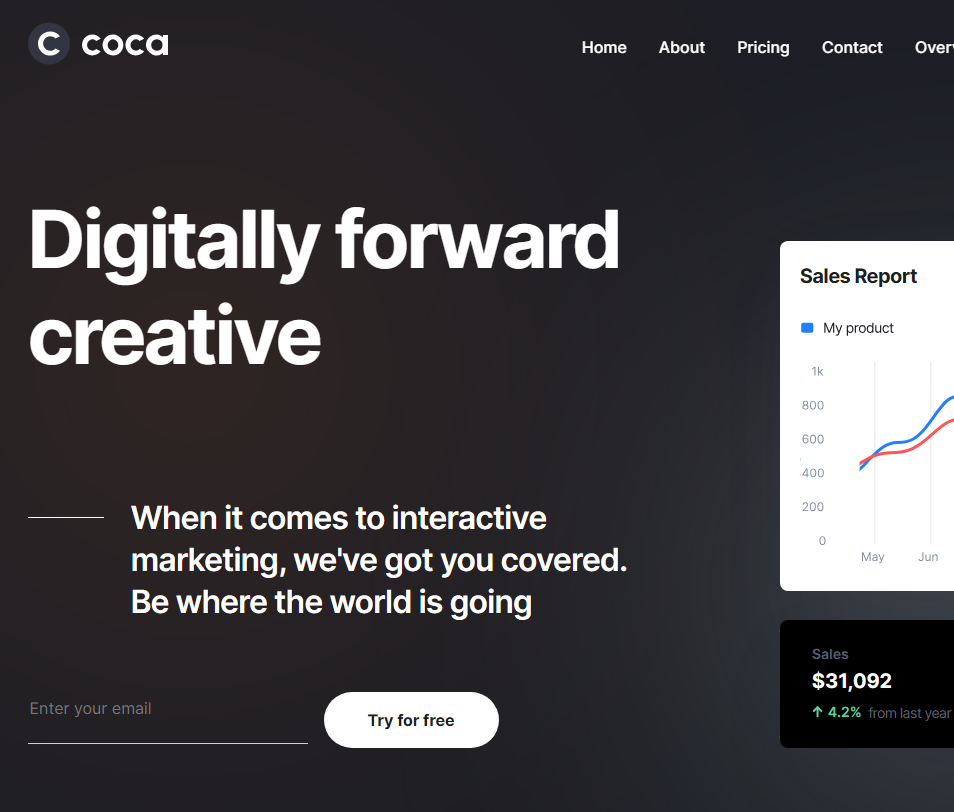 C coca
Home About Pricing Contact
Digitally forward
creative
When it comes to interactive
marketing, we've got you covered.
Be where the world is going
Enter your email
Try for free
Sales Report
My product
1k
800
600
400
200
0
May Jun
Sales
$31,092
↑ 4.2% from last year